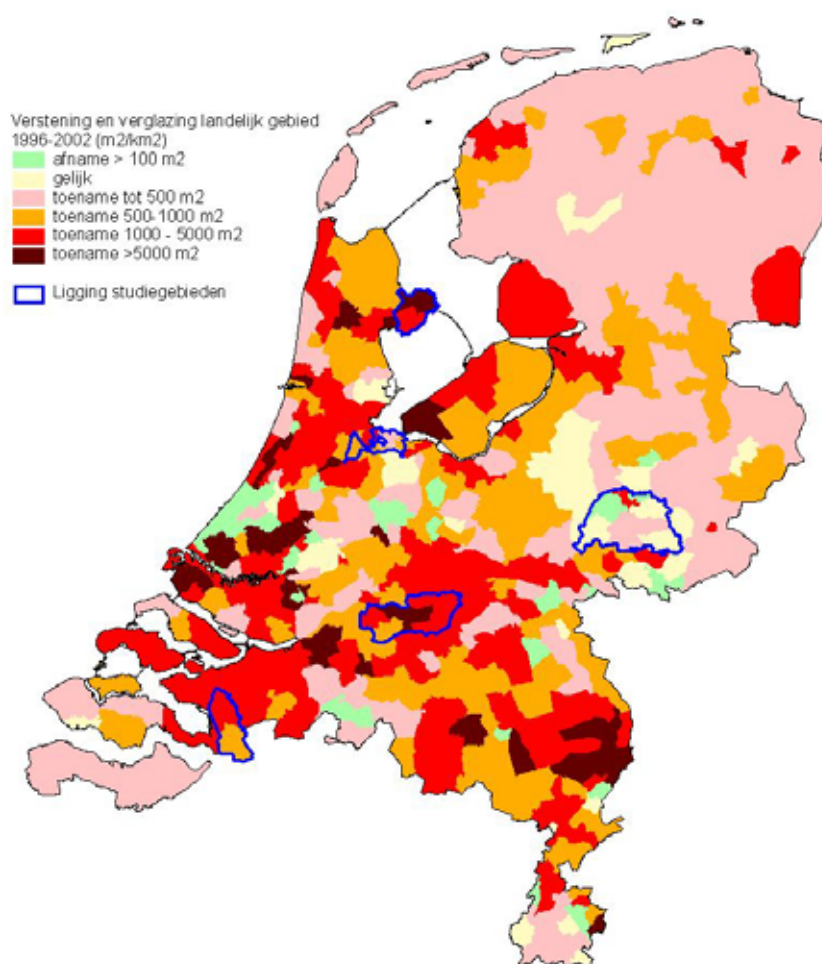 Verstening en verglazing landelijk gebied
1996-2002 (m2/km2)
afname > 100 m2
gelijk
toename tot 500 m2
toename 500-1000 m2
toename 1000 - 5000 m2
toename >5000 m2
Ligging studiegebieden